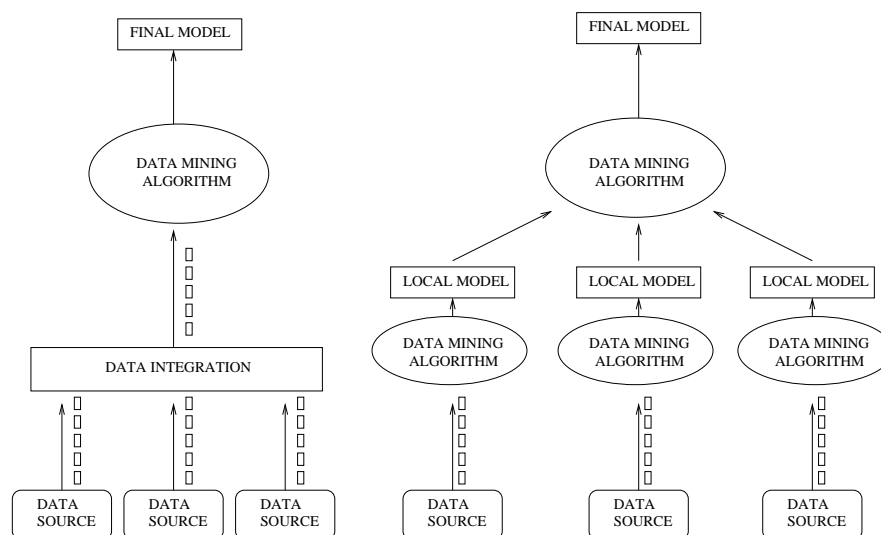 FINAL MODEL
DATA MINING
ALGORITHM
DATA INTEGRATION
DATA
SOURCE
DATA
SOURCE
DATA
SOURCE
FINAL MODEL
DATA MINING
ALGORITHM
LOCAL MODEL
LOCAL MODEL
LOCAL MODEL
DATA MINING
ALGORITHM
DATA MINING
ALGORITHM
DATA MINING
ALGORITHM
DATA
SOURCE
DATA
SOURCE
DATA
SOURCE